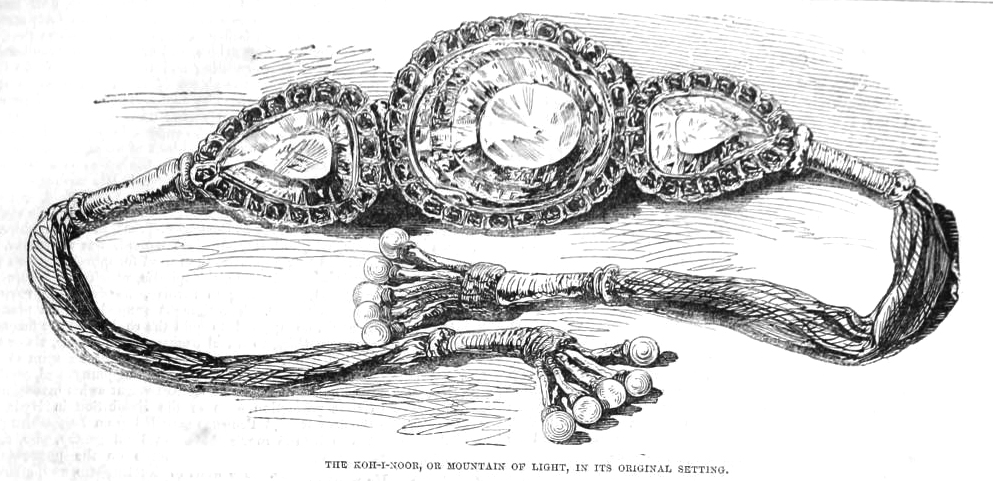 THE KOH-I-NOOR, OR MOUNTAIN OF LIGHT, IN ITS ORIGINAL SETTING.